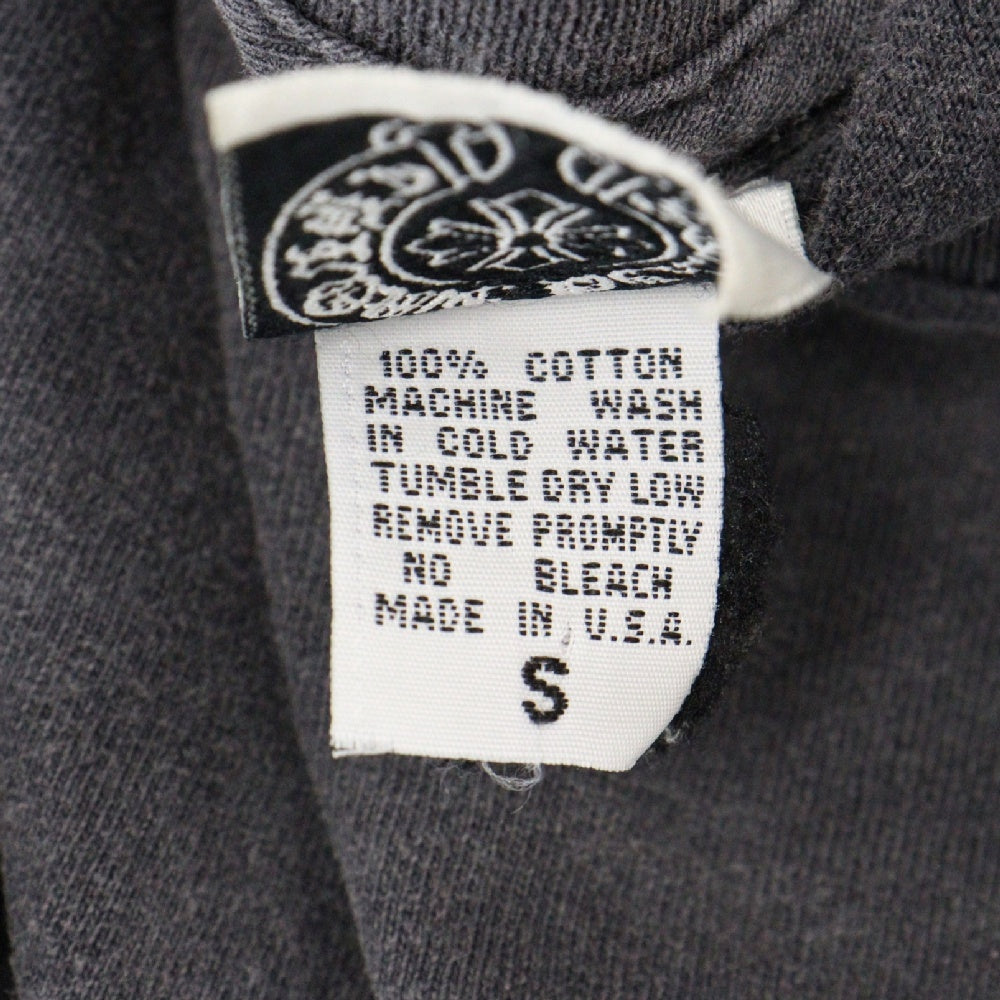 100% COTTON
MACHINE WASH
IN COLD WATER
TUMBLE DRY LOW
REMOVE PROMPTLY
NO BLEACH
MADE IN U.S.A.
S